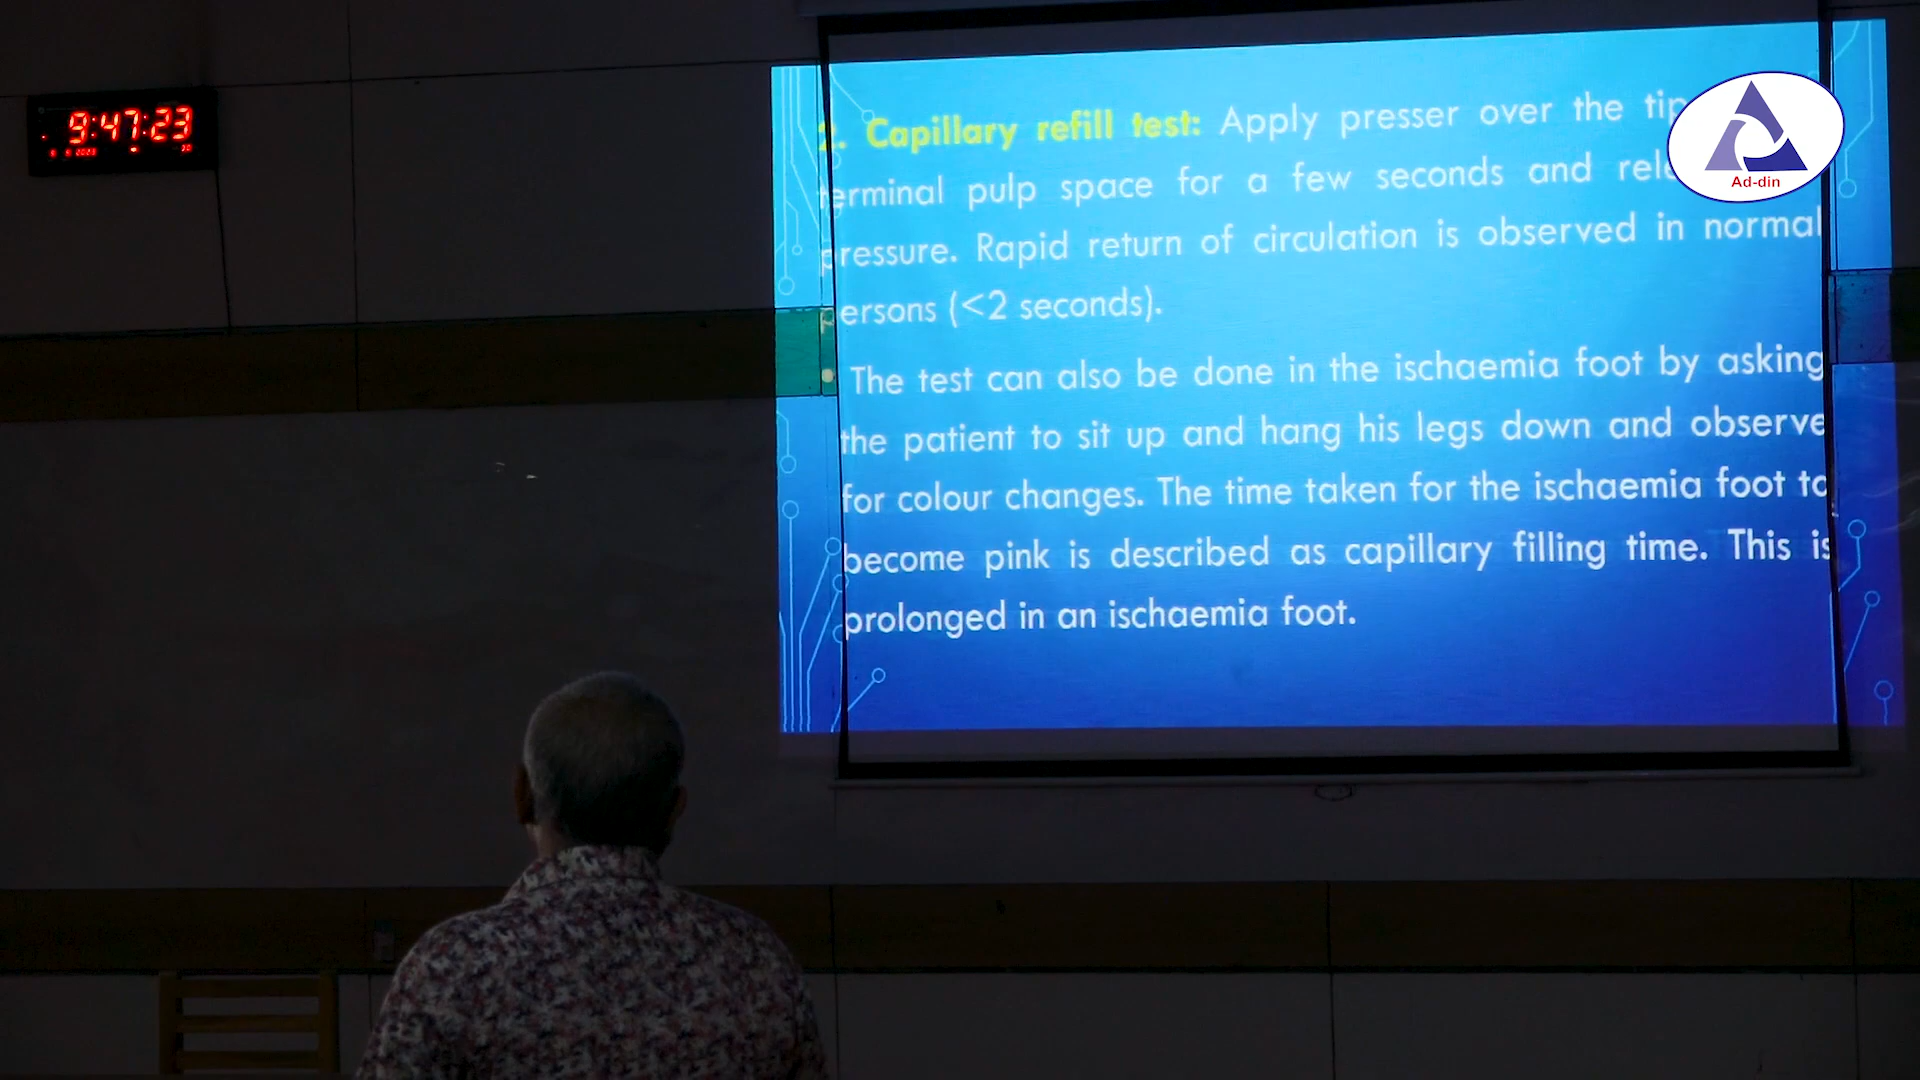 9:47:23
2. Capillary refill test: Apply presser over the tip
terminal pulp space for a few seconds and rele
pressure. Rapid return of circulation is observed in normal
persons (<2 seconds).
The test can also be done in the ischaemia foot by asking
the patient to sit up and hang his legs down and observe
for colour changes. The time taken for the ischaemia foot to
become pink is described as capillary filling time. This is
prolonged in an ischaemia foot.
Ad-din